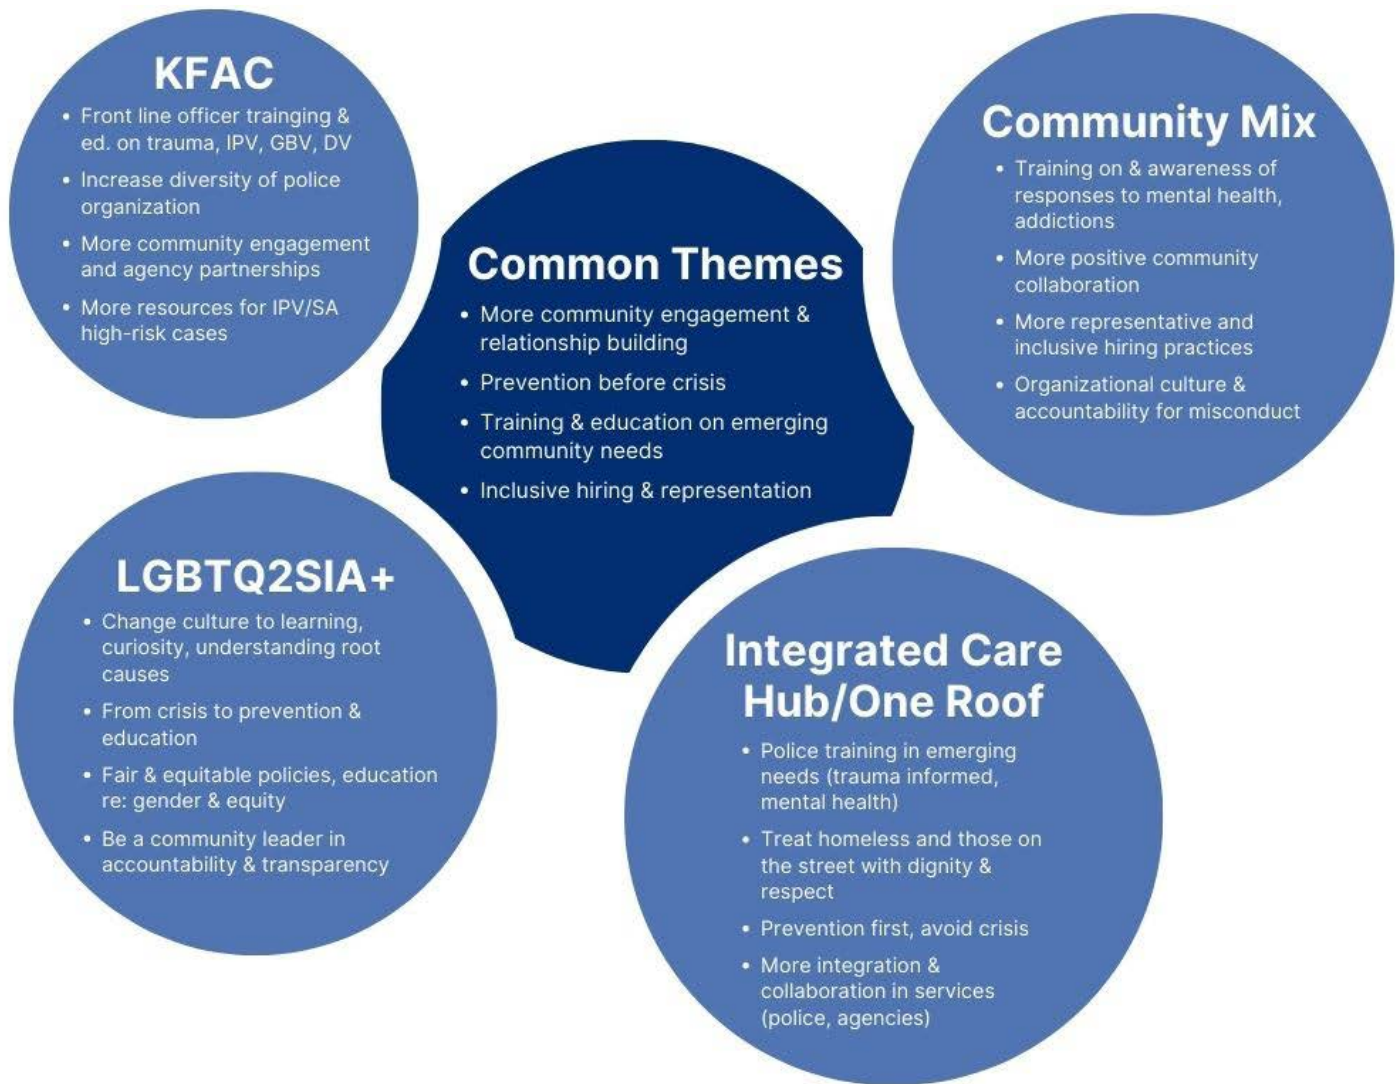 KFAC
• Front line officer trainging &
ed. on trauma, IPV, GBV, DV
• Increase diversity of police
organization
• More community engagement
and agency partnerships
• More resources for IPV/SA
high-risk cases
Common Themes
• More community engagement &
relationship building
• Prevention before crisis
• Training & education on emerging
community needs
• Inclusive hiring & representation
Community Mix
• Training on & awareness of
responses to mental health,
addictions
• More positive community
collaboration
• More representative and
inclusive hiring practices
• Organizational culture &
accountability for misconduct
LGBTQ2SIA+
• Change culture to learning,
curiosity, understanding root
causes
• From crisis to prevention &
education
• Fair & equitable policies, education
re: gender & equity
• Be a community leader in
accountability & transparency
Integrated Care
Hub/One Roof
• Police training in emerging
needs (trauma informed,
mental health)
• Treat homeless and those on
the street with dignity &
respect
• Prevention first, avoid crisis
• More integration &
collaboration in services
(police, agencies)